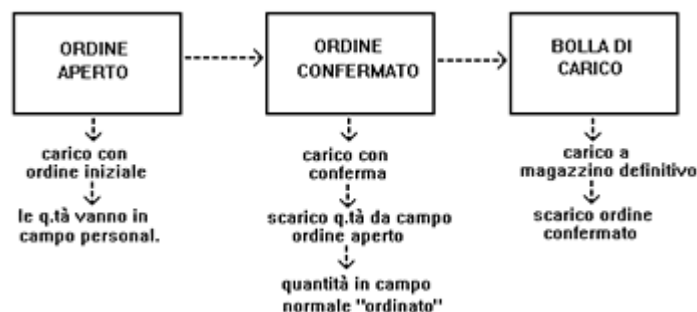 ORDINE
APERTO
ORDINE
CONFERMATO
BOLLA DI
CARICO
carico con
ordine iniziale
le q.tà vanno in
campo personal.
carico con
conferma
scarico q.tà da campo
ordine aperto
quantità in campo
normale "ordinato"
carico a
magazzino definitivo
scarico ordine
confermato